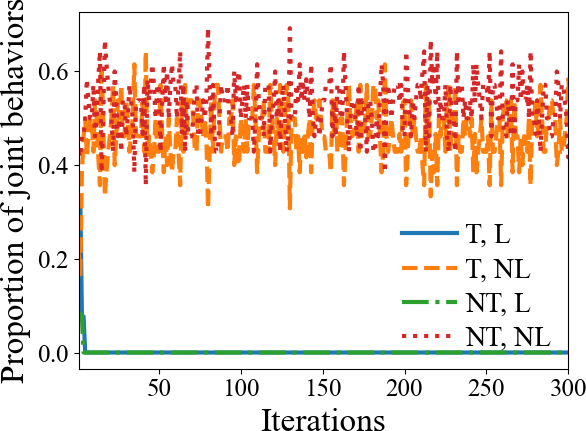 Proportion of joint behaviors
0.6
0.4
0.2
0.0
T, L
T, NL
NT, L
NT, NL
50
100
150
200
250
300
Iterations